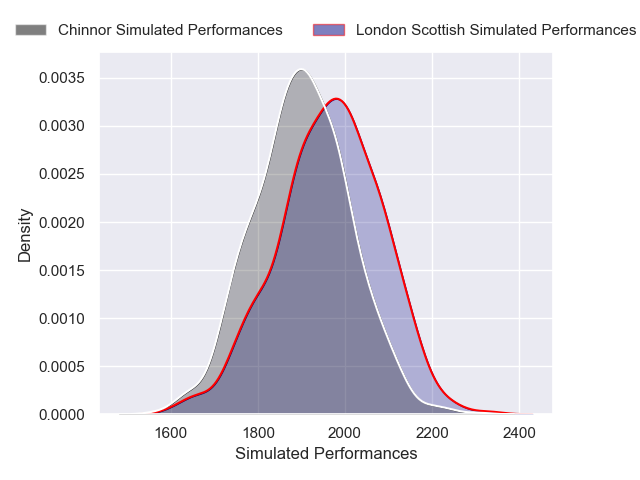 Chinnor Simulated Performances London Scottish Simulated Performances
0.0035
0.0030
0.0025
0.0020
0.0015
0.0010
0.0005
0.0000
Density
1600 1800 2000 2200 2400
Simulated Performances